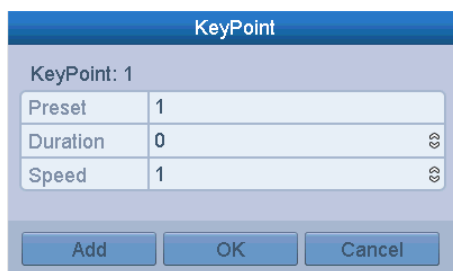 KeyPoint
KeyPoint: 1
Preset 1
Duration 0
Speed 1
Add OK Cancel